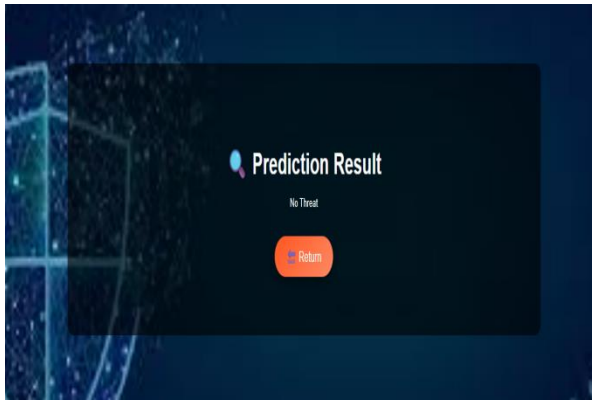 🔍 Prediction Result
No Threat
Return